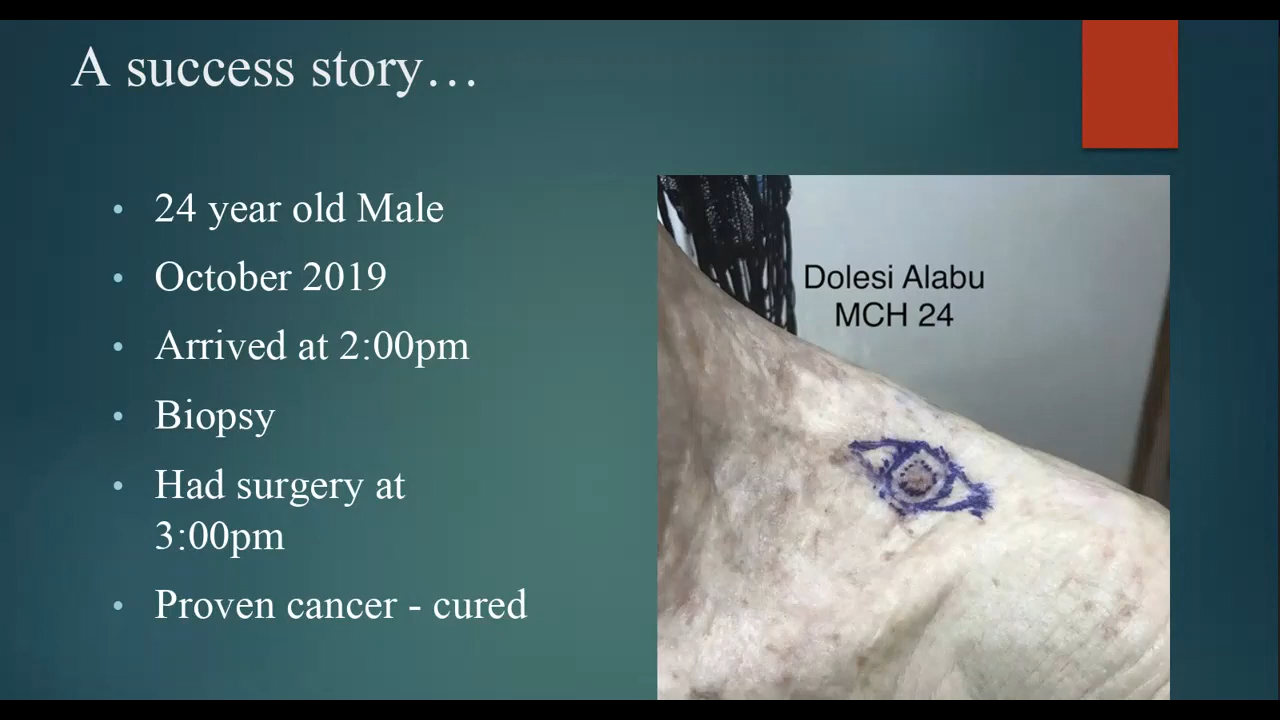 A success story…
• 24 year old Male
• October 2019
• Arrived at 2:00pm
• Biopsy
• Had surgery at
3:00pm
• Proven cancer - cured
Dolesi Alabu
MCH 24